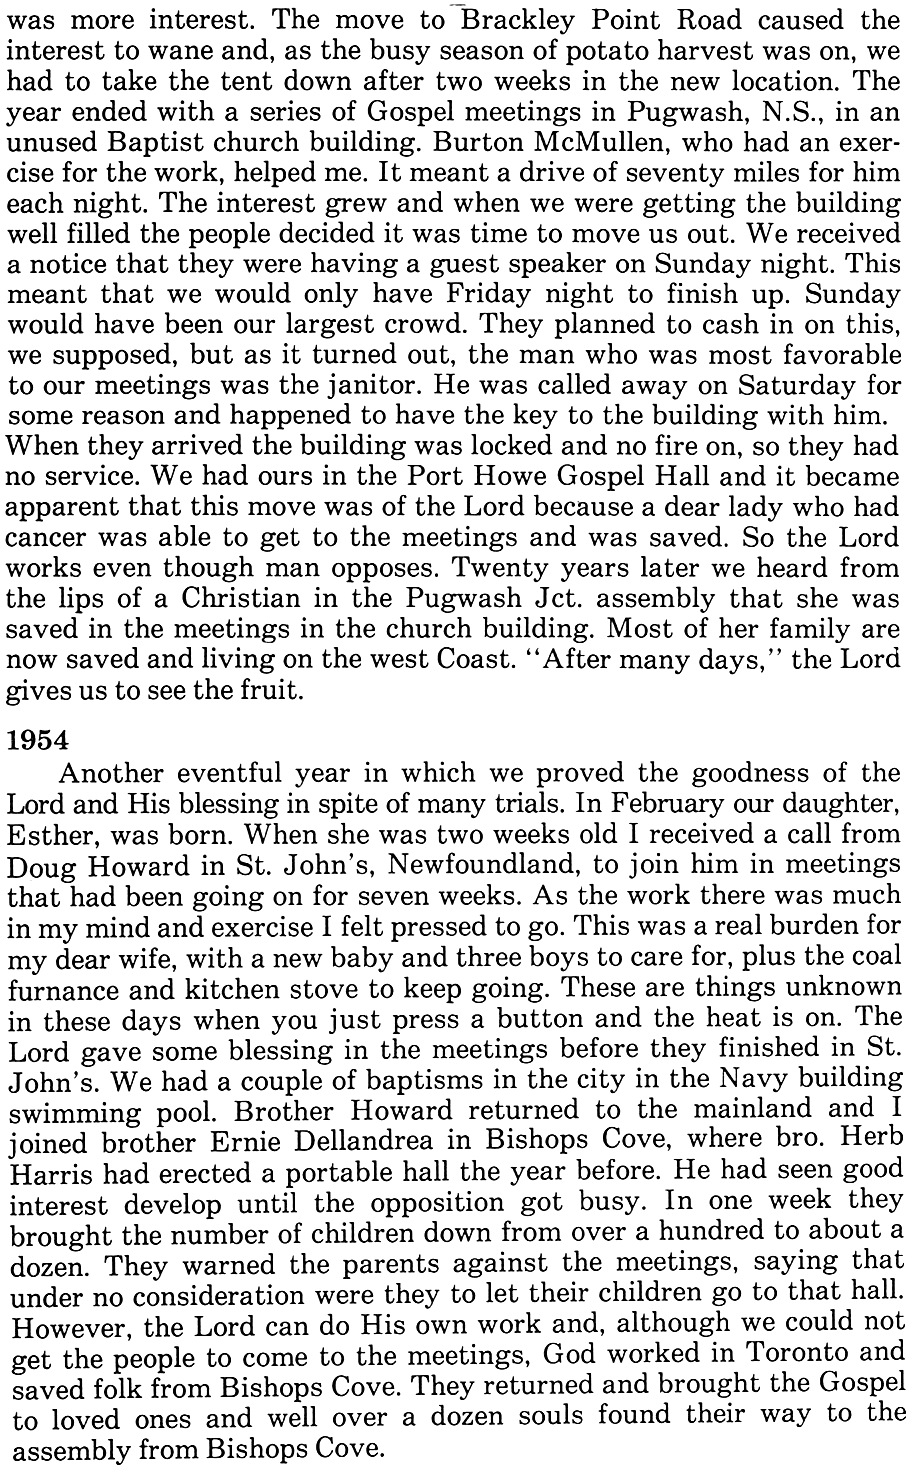 was more interest. The move to Brackley Point Road caused the
interest to wane and, as the busy season of potato harvest was on, we
had to take the tent down after two weeks in the new location. The
year ended with a series of Gospel meetings in Pugwash, N.S., in an
unused Baptist church building. Burton McMullen, who had an exer-
cise for the work, helped me. It meant a drive of seventy miles for him
each night. The interest grew and when we were getting the building
well filled the people decided it was time to move us out. We received
a notice that they were having a guest speaker on Sunday night. This
meant that we would only have Friday night to finish up. Sunday
would have been our largest crowd. They planned to cash in on this,
we supposed, but as it turned out, the man who was most favorable
to our meetings was the janitor. He was called away on Saturday for
some reason and happened to have the key to the building with him.
When they arrived the building was locked and no fire on, so they had
no service. We had ours in the Port Howe Gospel Hall and it became
apparent that this move was of the Lord because a dear lady who had
cancer was able to get to the meetings and was saved. So the Lord
works even though man opposes. Twenty years later we heard from
the lips of a Christian in the Pugwash Jct. assembly that she was
saved in the meetings in the church building. Most of her family are
now saved and living on the west Coast. "After many days," the Lord
gives us to see the fruit.
1954
Another eventful year in which we proved the goodness of the
Lord and His blessing in spite of many trials. In February our daughter,
Esther, was born. When she was two weeks old I received a call from
Doug Howard in St. John's, Newfoundland, to join him in meetings
that had been going on for seven weeks. As the work there was much
in my mind and exercise I felt pressed to go. This was a real burden for
my dear wife, with a new baby and three boys to care for, plus the coal
furnance and kitchen stove to keep going. These are things unknown
in these days when you just press a button and the heat is on. The
Lord gave some blessing in the meetings before they finished in St.
John's. We had a couple of baptisms in the city in the Navy building
swimming pool. Brother Howard returned to the mainland and I
joined brother Ernie Dellandrea in Bishops Cove, where bro. Herb
Harris had erected a portable hall the year before. He had seen good
interest develop until the opposition got busy. In one week they
brought the number of children down from over a hundred to about a
dozen. They warned the parents against the meetings, saying that
under no consideration were they to let their children go to that hall.
However, the Lord can do His own work and, although we could not
get the people to come to the meetings, God worked in Toronto and
saved folk from Bishops Cove. They returned and brought the Gospel
to loved ones and well over a dozen souls found their way to the
assembly from Bishops Cove.